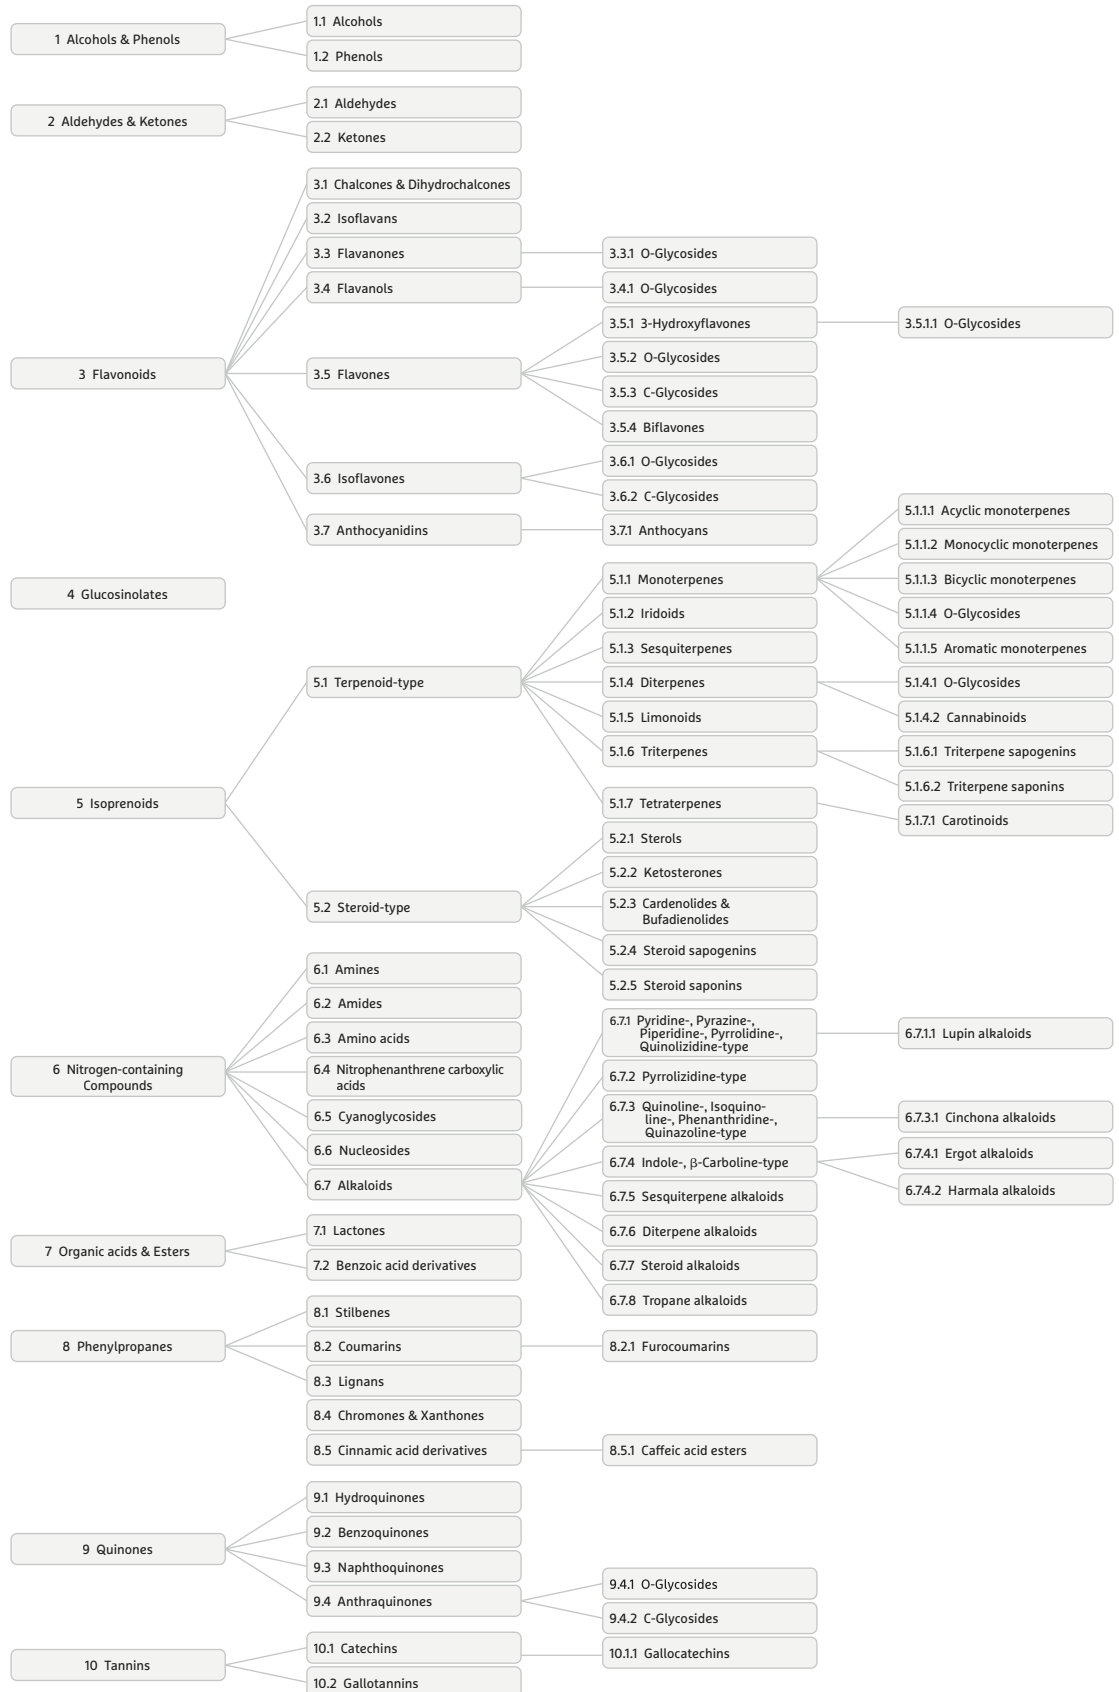 1 Alcohols & Phenols
1.1 Alcohols
1.2 Phenols
2 Aldehydes & Ketones
2.1 Aldehydes
2.2 Ketones
3 Flavonoids
3.1 Chalcones & Dihydrochalcones
3.2 Isoflavans
3.3 Flavanones
3.3.1 O-Glycosides
3.4 Flavanols
3.4.1 O-Glycosides
3.5 Flavones
3.5.1 3-Hydroxyflavones
3.5.1.1 O-Glycosides
3.5.2 O-Glycosides
3.5.3 C-Glycosides
3.5.4 Biflavones
3.6 Isoflavones
3.6.1 O-Glycosides
3.6.2 C-Glycosides
3.7 Anthocyanidins
3.7.1 Anthocyans
4 Glucosinolates
5 Isoprenoids
5.1 Terpenoid-type
5.1.1 Monoterpenes
5.1.1.1 Acyclic monoterpenes
5.1.1.2 Monocyclic monoterpenes
5.1.1.3 Bicyclic monoterpenes
5.1.1.4 O-Glycosides
5.1.1.5 Aromatic monoterpenes
5.1.2 Iridoids
5.1.3 Sesquiterpenes
5.1.4 Diterpenes
5.1.4.1 O-Glycosides
5.1.4.2 Cannabinoids
5.1.5 Limonoids
5.1.6 Triterpenes
5.1.6.1 Triterpene sapogenins
5.1.6.2 Triterpene saponins
5.1.7 Tetraterpenes
5.1.7.1 Carotinoids
5.2 Steroid-type
5.2.1 Sterols
5.2.2 Ketosterones
5.2.3 Cardenolides &
Bufadienolides
5.2.4 Steroid sapogenins
5.2.5 Steroid saponins
6 Nitrogen-containing
Compounds
6.1 Amines
6.2 Amides
6.3 Amino acids
6.4 Nitrophenanthrene carboxylic
acids
6.5 Cyanoglycosides
6.6 Nucleosides
6.7 Alkaloids
6.7.1 Pyridine-, Pyrazine-,
Piperidine-, Pyrrolidine-,
Quinolizidine-type
6.7.1.1 Lupin alkaloids
6.7.2 Pyrrolizidine-type
6.7.3 Quinoline-, Isoquino-
line-, Phenanthridine-,
Quinazoline-type
6.7.3.1 Cinchona alkaloids
6.7.4 Indole-, β-Carboline-type
6.7.4.1 Ergot alkaloids
6.7.4.2 Harmala alkaloids
6.7.5 Sesquiterpene alkaloids
6.7.6 Diterpene alkaloids
6.7.7 Steroid alkaloids
6.7.8 Tropane alkaloids
7 Organic acids & Esters
7.1 Lactones
7.2 Benzoic acid derivatives
8 Phenylpropanes
8.1 Stilbenes
8.2 Coumarins
8.2.1 Furocoumarins
8.3 Lignans
8.4 Chromones & Xanthones
8.5 Cinnamic acid derivatives
8.5.1 Caffeic acid esters
9 Quinones
9.1 Hydroquinones
9.2 Benzoquinones
9.3 Naphthoquinones
9.4 Anthraquinones
9.4.1 O-Glycosides
9.4.2 C-Glycosides
10 Tannins
10.1 Catechins
10.1.1 Gallocatechins
10.2 Gallotannins